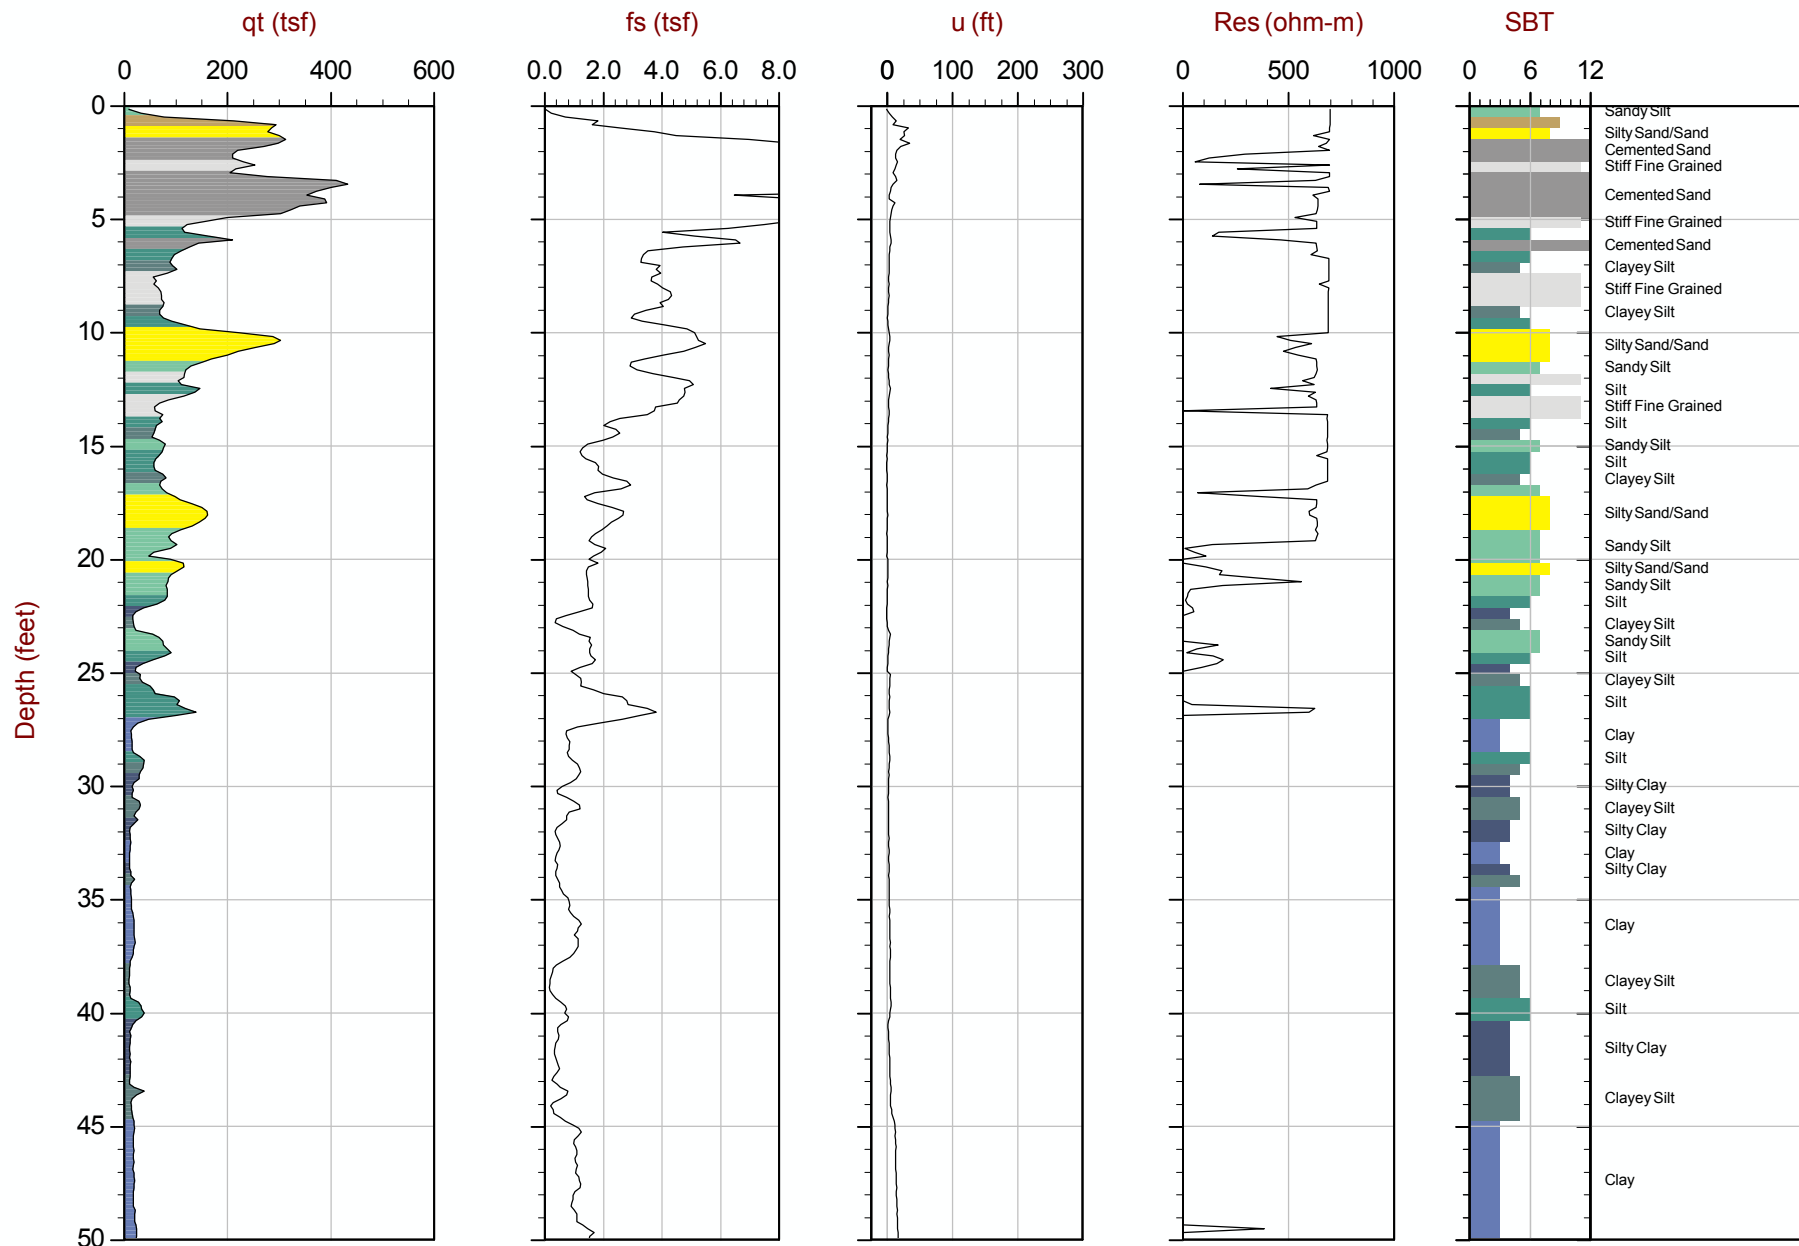 qt (tsf) fs (tsf) u (ft) Res (ohm-m) SBT
0 200 400 600 0.0 2.0 4.0 6.0 8.0 0 100 200 300 0 500 1000 0 6 12
0
Sandy Silt
Silty Sand/Sand
Cemented Sand
Stiff Fine Grained
Cemented Sand
5
Stiff Fine Grained
Cemented Sand
Clayey Silt
Stiff Fine Grained
Clayey Silt
10
Silty Sand/Sand
Sandy Silt
Silt
Stiff Fine Grained
Silt
15
Sandy Silt
Silt
Clayey Silt
Silty Sand/Sand
Sandy Silt
20
Silty Sand/Sand
Sandy Silt
Silt
Clayey Silt
Sandy Silt
Silt
25
Clayey Silt
Depth (feet)
Silt
Clay
Silt
30
Silty Clay
Clayey Silt
Silty Clay
Clay
Silty Clay
35
Clay
Clayey Silt
40
Silt
Silty Clay
Clayey Silt
45
Clay
50